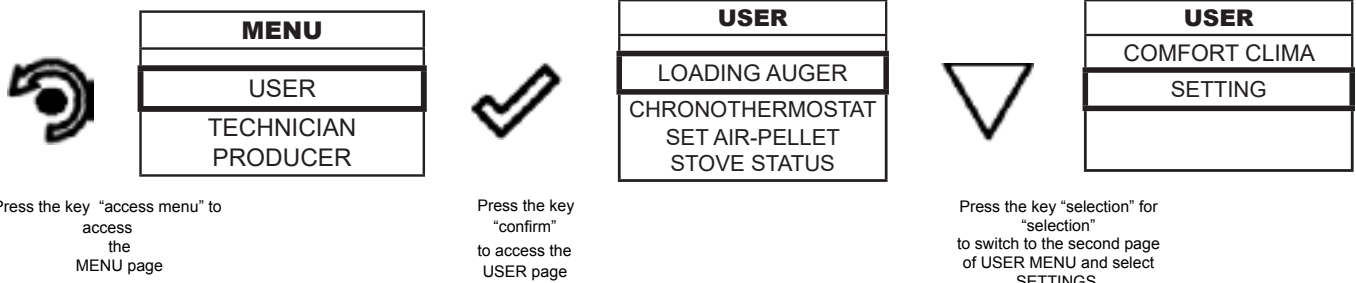 MENU
USER
TECHNICIAN
PRODUCER
Press the key "access menu" to
access
the
MENU page
Press the key
“confirm”
to access the
USER page
USER
LOADING AUGER
CHRONOTHERMOSTAT
SET AIR-PELLET
STOVE STATUS
Press the key “selection” for
“selection”
to switch to the second page
of USER MENU and select
SETTINGS
USER
COMFORT CLIMA
SETTING